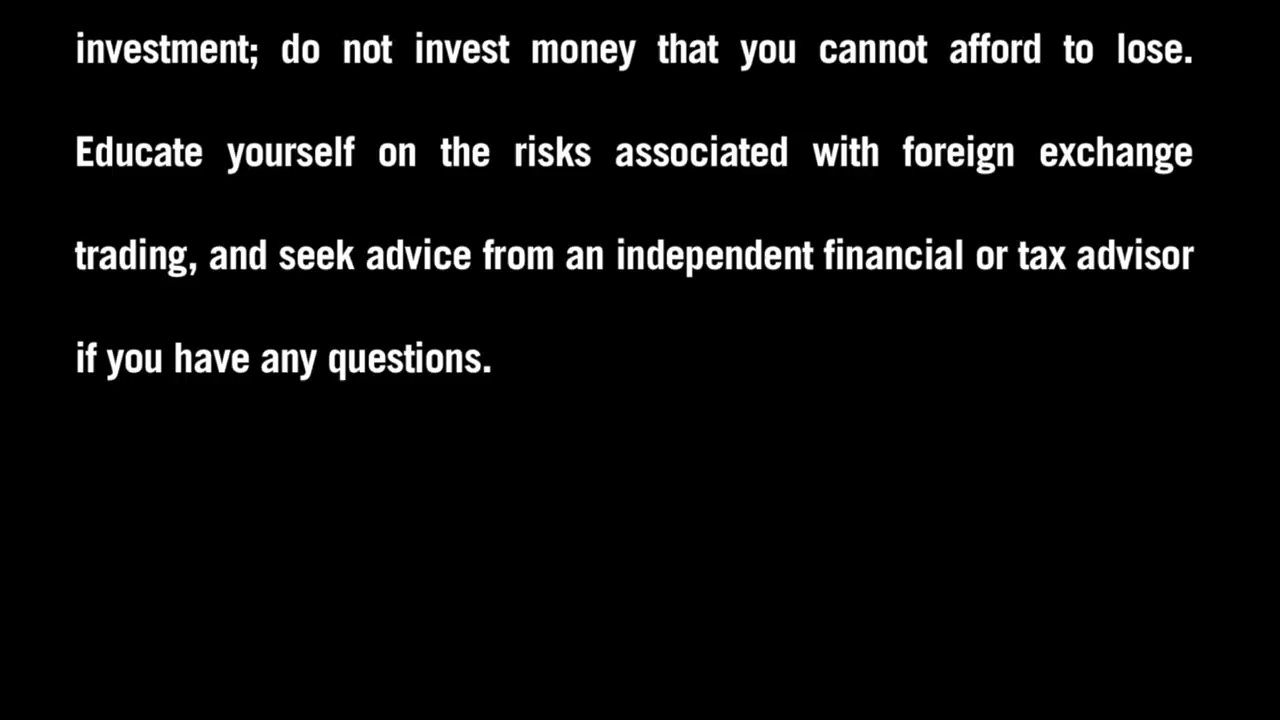 investment; do not invest money that you cannot afford to lose.
Educate yourself on the risks associated with foreign exchange
trading, and seek advice from an independent financial or tax advisor
if you have any questions.